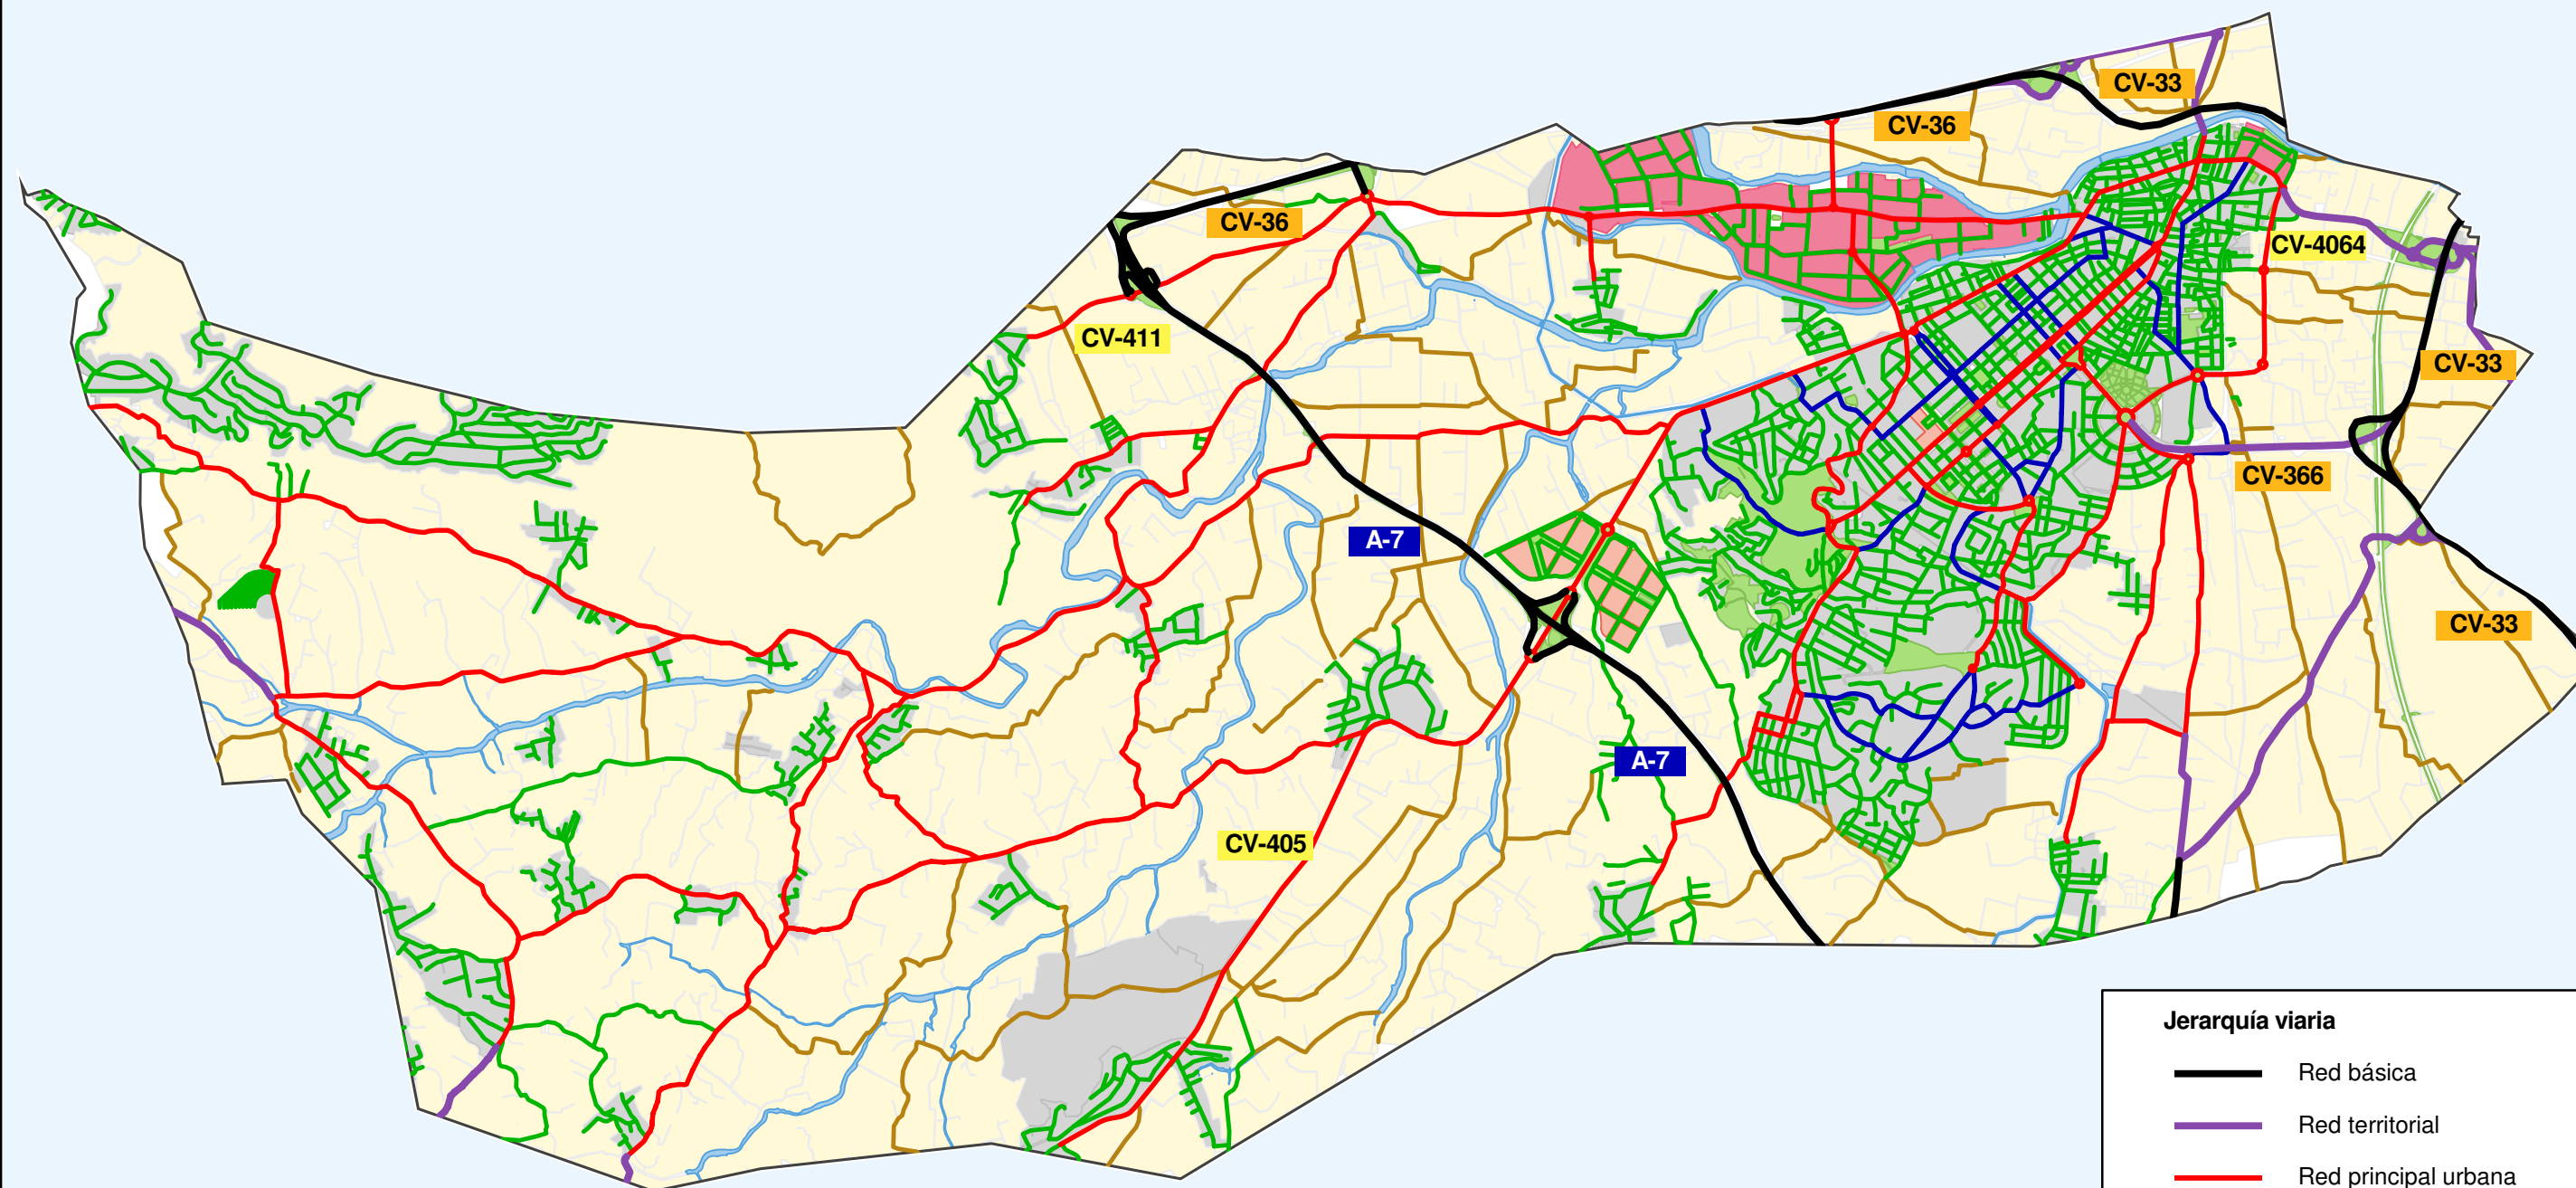 CV-33
CV-36
CV-36
CV-4064
CV-411
CV-33
CV-366
A-7
CV-33
A-7
CV-405
Jerarquía viaria
Red básica
Red territorial
Red principal urbana